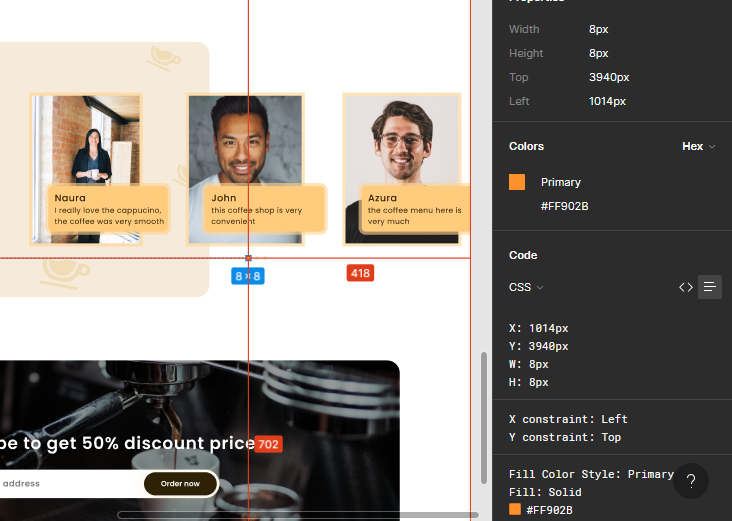 Properties
Width 8px
Height 8px
Top 3940px
Left 1014px
Colors
Hex
Primary
#FF902B
Code
CSS
X: 1014px
Y: 3940px
W: 8px
H: 8px
X constraint: Left
Y constraint: Top
Fill Color Style: Primary
Fill: Solid
#FF902B
?
Naura
I really love the cappucino,
the coffee was very smooth
John
this coffee shop is very
convenient
Azura
the coffee menu here is
very much
8 × 8
418
be to get 50% discount price
702
address
Order now